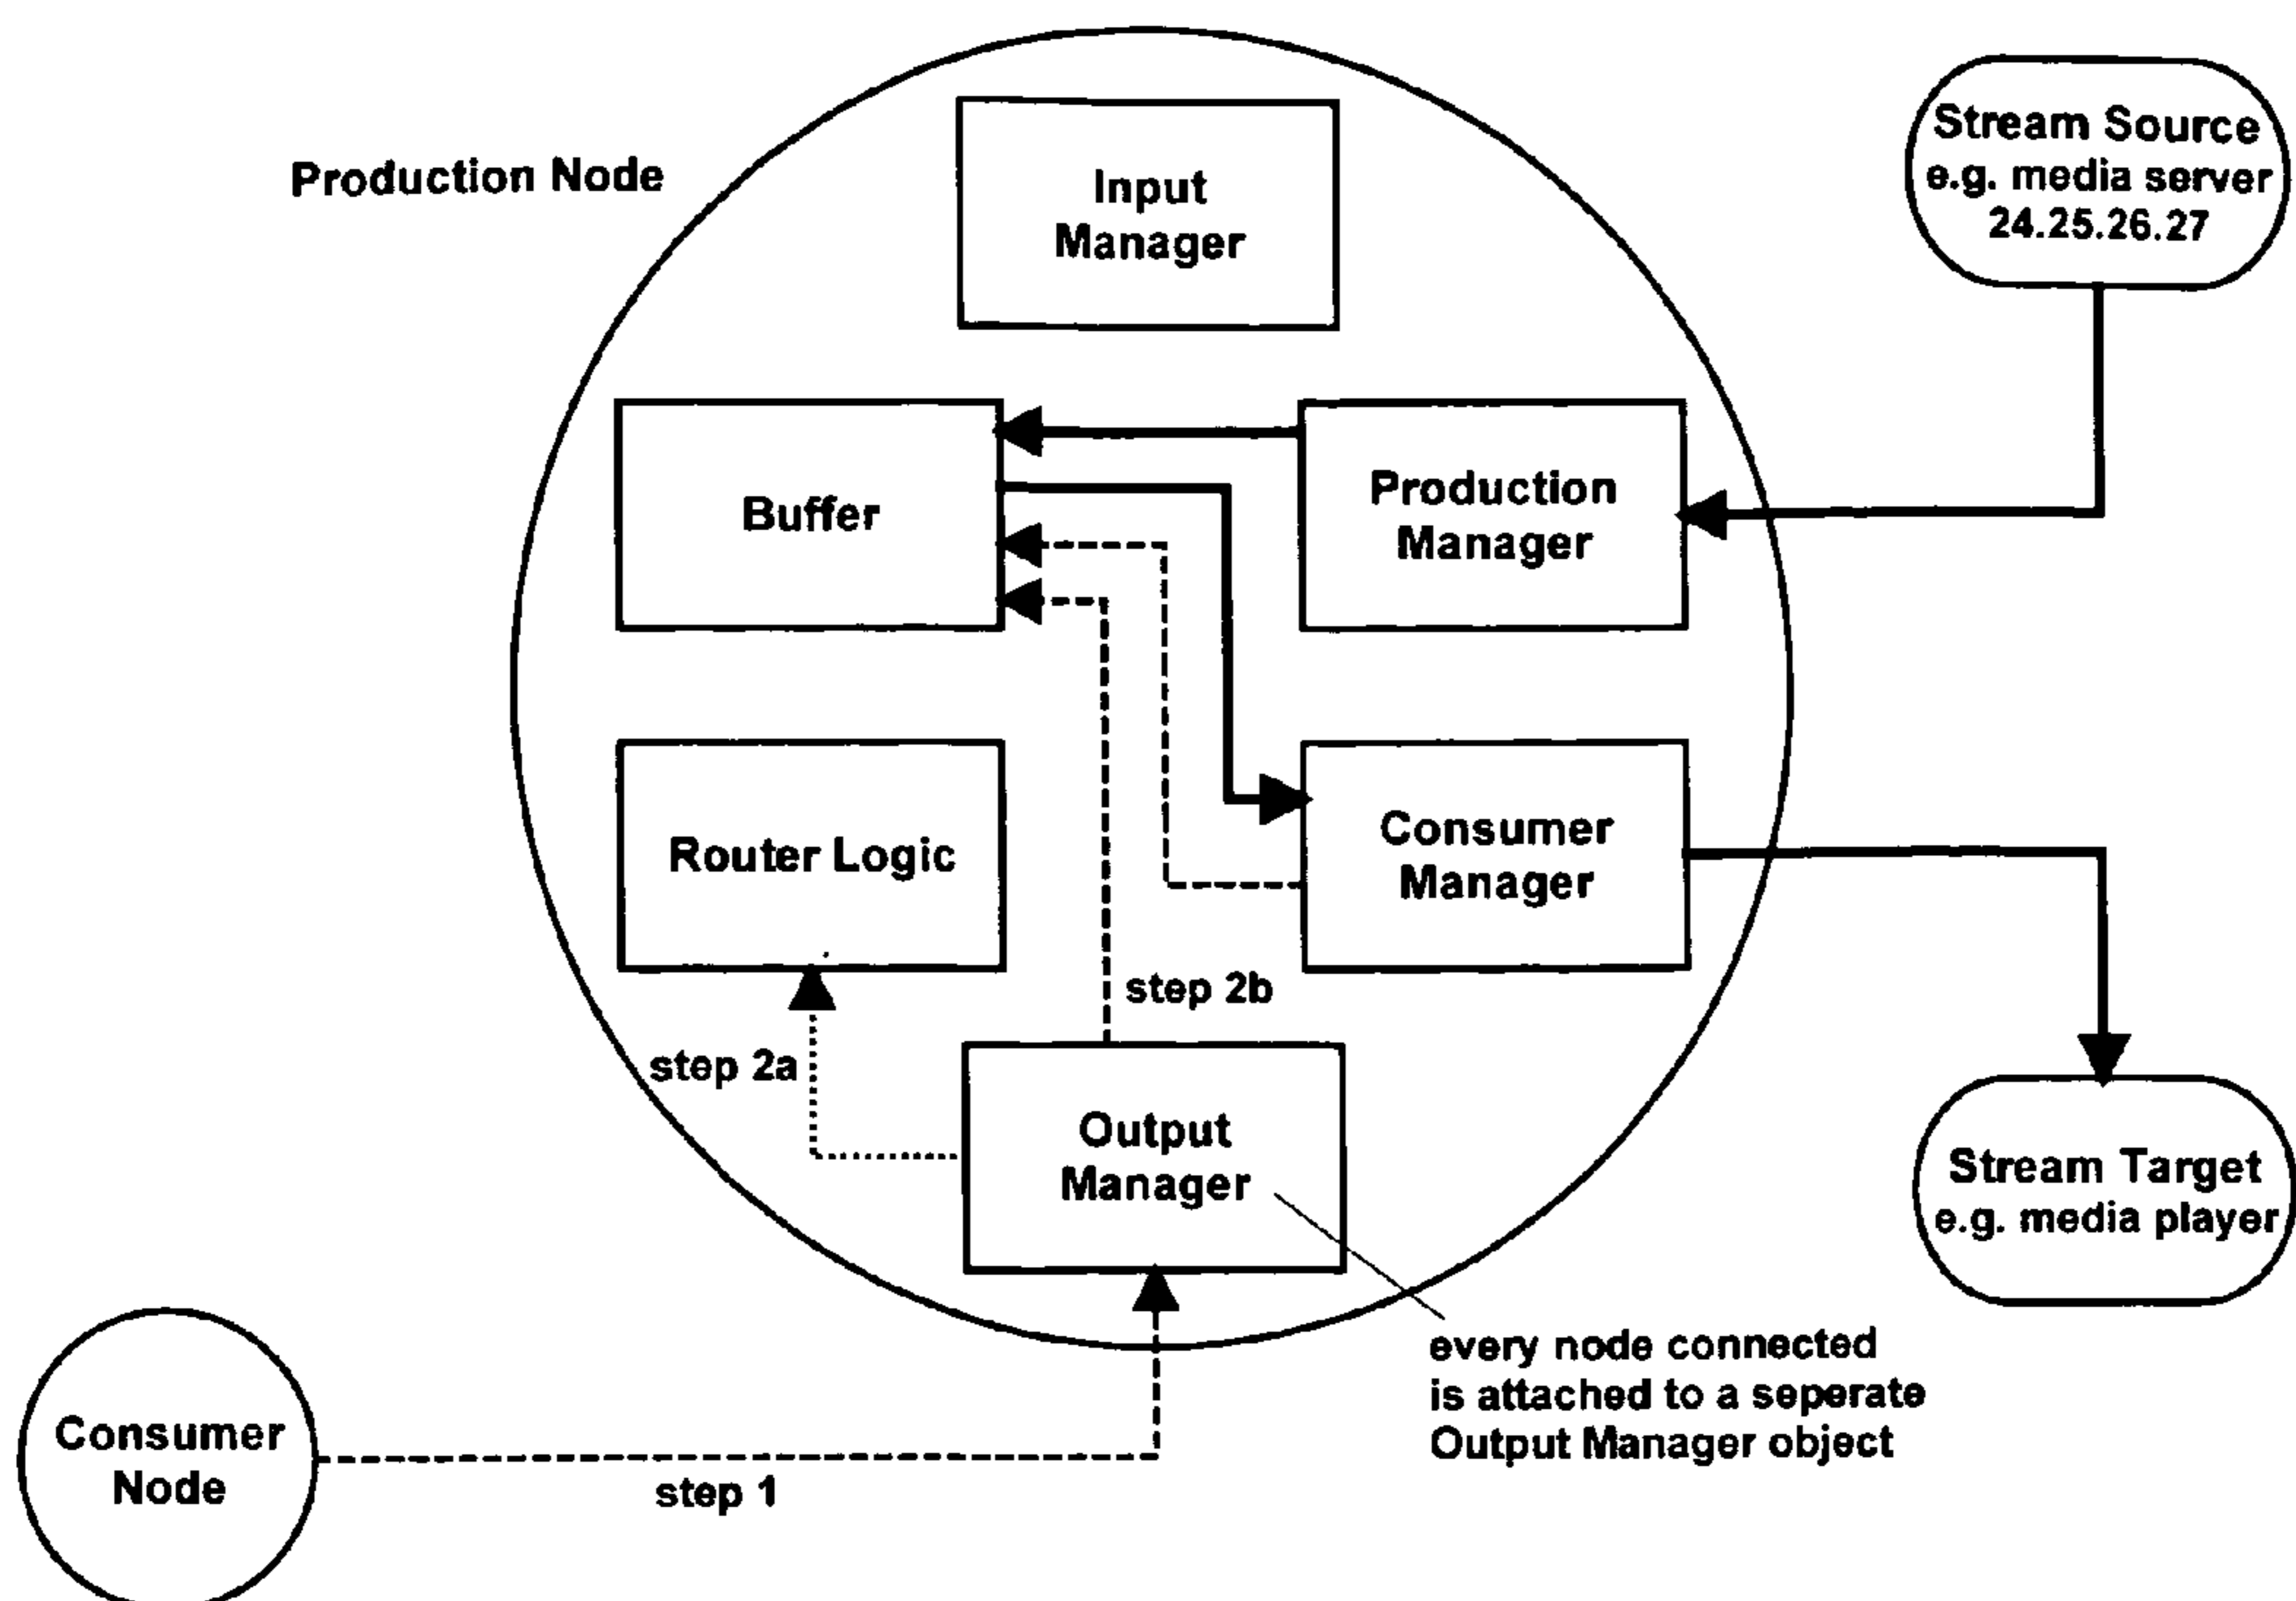 Production Node
Input
Manager
Stream Source
e.g. media server
24.25.26.27
Buffer
Production
Manager
Router Logic
Consumer
Manager
step 2b
step 2a
Output
Manager
Stream Target
e.g. media player
every node connected
is attached to a seperate
Output Manager object
Consumer
Node
step 1